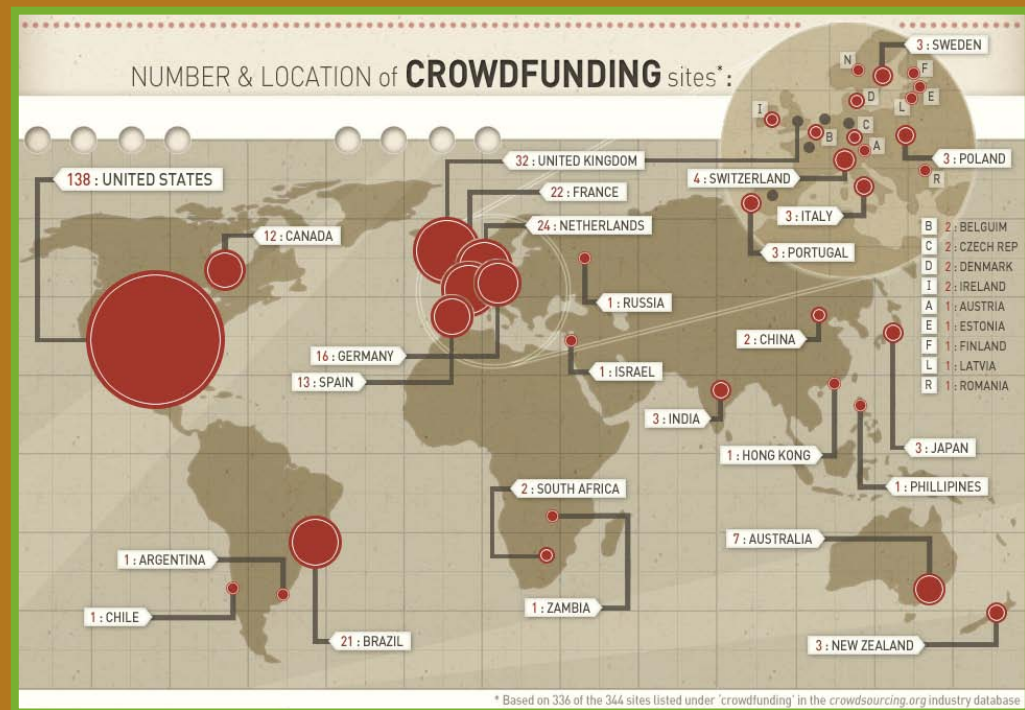 NUMBER & LOCATION of CROWDFUNDING sites*:
3 : SWEDEN
N
F
E
L
D
I
C
B
A
R
32 : UNITED KINGDOM
3 : POLAND
138 : UNITED STATES
22 : FRANCE
4 : SWITZERLAND
24 : NETHERLANDS
3 : ITALY
12 : CANADA
3 : PORTUGAL
B 2 : BELGUIM
C 2 : CZECH REP
D 2 : DENMARK
I 2 : IRELAND
A 1 : AUSTRIA
E 1 : ESTONIA
F 1 : FINLAND
L 1 : LATVIA
R 1 : ROMANIA
1 : RUSSIA
2 : CHINA
16 : GERMANY
1 : ISRAEL
13 : SPAIN
3 : INDIA
1 : HONG KONG
3 : JAPAN
2 : SOUTH AFRICA
1 : PHILLIPINES
7 : AUSTRALIA
1 : ARGENTINA
1 : ZAMBIA
1 : CHILE
21 : BRAZIL
3 : NEW ZEALAND
* Based on 336 of the 344 sites listed under 'crowdfunding' in the crowdsourcing.org industry database